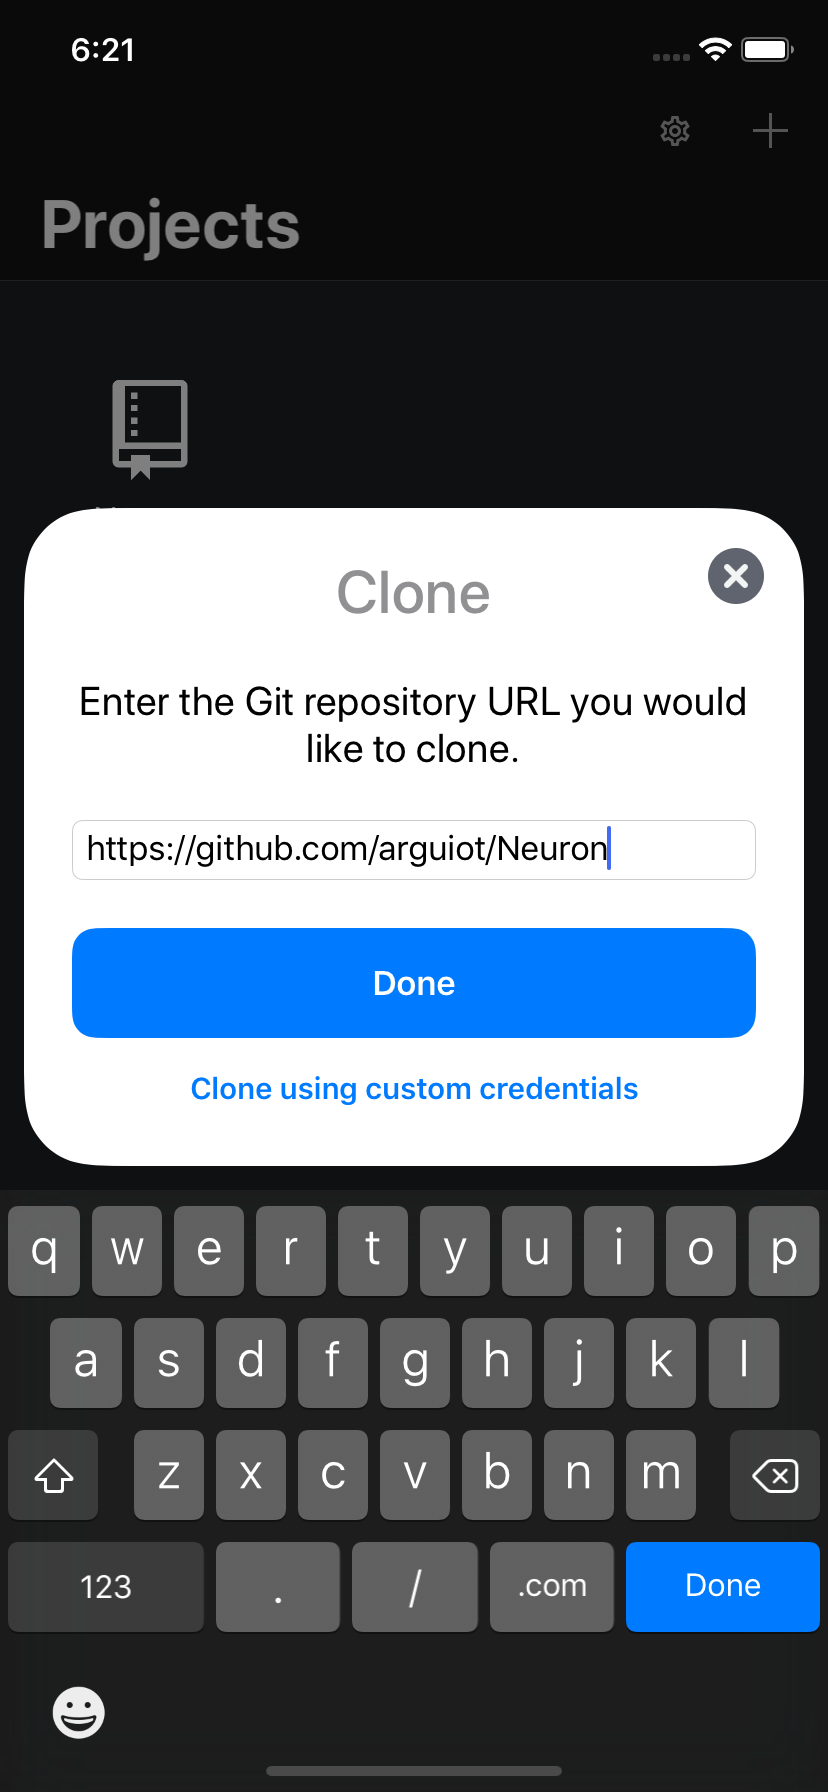 6:21
Projects
Clone
Enter the Git repository URL you would
like to clone.
https://github.com/arguiot/Neuron
Done
Clone using custom credentials
q w e r t y u i o p
a s d f g h j k l
z x c v b n m
123 . / .com Done